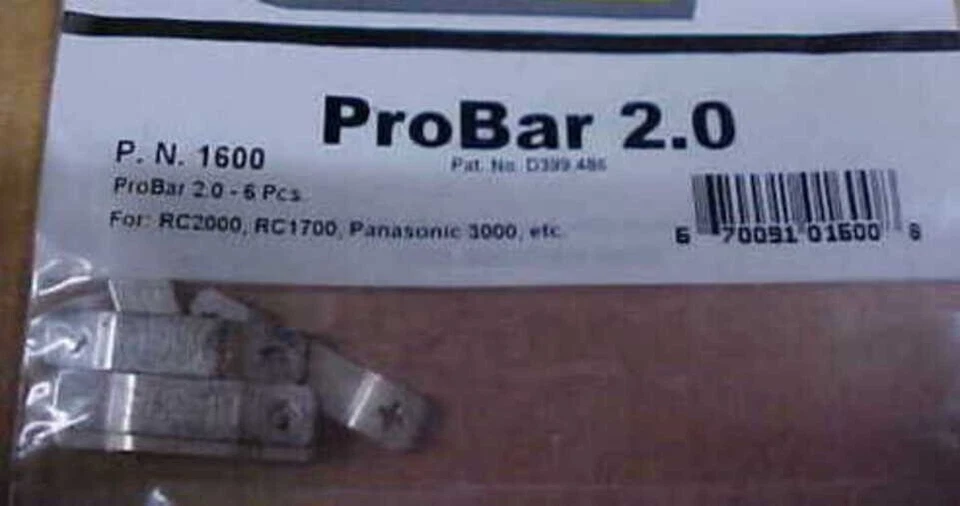 ProBar 2.0
Pat. No. D399,486
P. N. 1600
ProBar 2.0 - 6 Pcs
For: RC2000, RC1700, Panasonic 3000, etc.
6 70091 01600 6